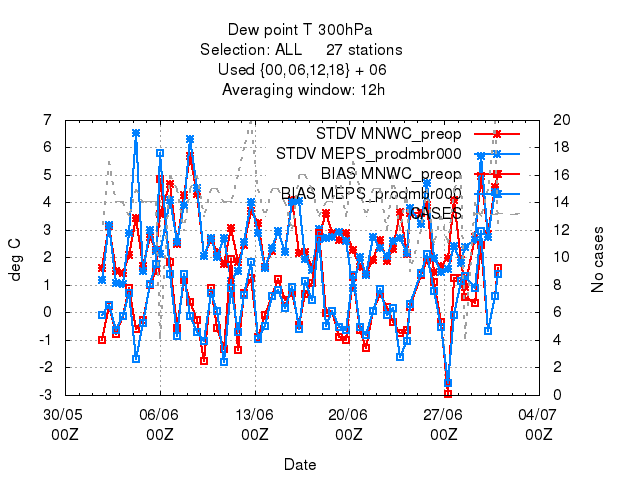 Dew point T 300hPa
Selection: ALL 27 stations
Used {00,06,12,18} + 06
Averaging window: 12h
STDV MNWC_preop
STDV MEPS_prodmbr000
BIAS MNWC_preop
BIAS MEPS_prodmbr000
CASES
7
6
5
4
3
2
1
0
-1
-2
-3
deg C
20
18
16
14
12
10
8
6
4
2
0
No cases
30/05 06/06 13/06 20/06 27/06 04/07
00Z 00Z 00Z 00Z 00Z 00Z
Date